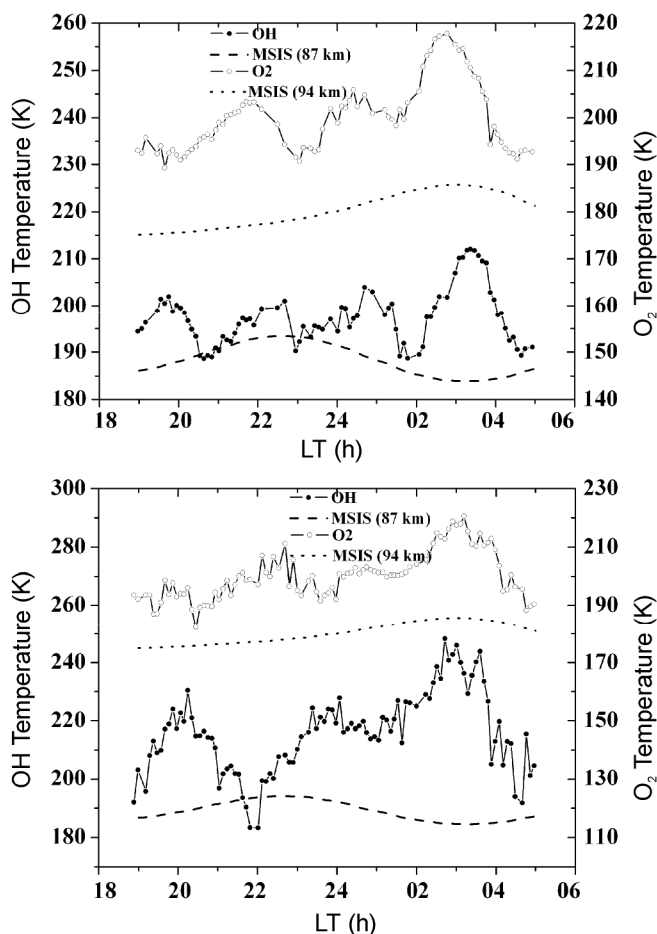 260
250
240
230
220
210
200
190
180
OH Temperature (K)
220
210
200
190
180
170
160
150
140
O2 Temperature (K)
OH
MSIS (87 km)
O2
MSIS (94 km)
18 20 22 24 02 04 06
LT (h)
300
280
260
240
220
200
180
OH Temperature (K)
230
210
190
170
150
130
110
O2 Temperature (K)
OH
MSIS (87 km)
O2
MSIS (94 km)
18 20 22 24 02 04 06
LT (h)